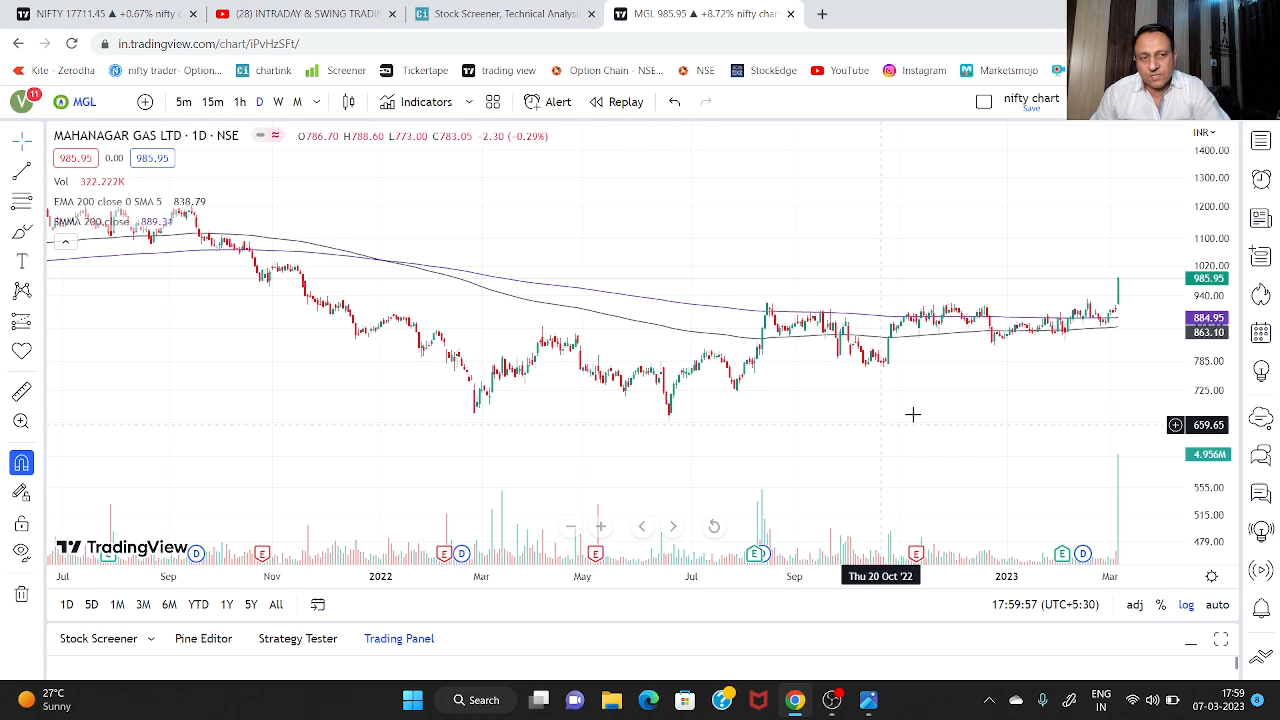 NIFTY 17711.45 ▲ +0.67% NIFTY
(28) INTRADAY & SWING TRADIN
Stock Screener, Technical Analysis
MGL 985.95 ▲ +8.72% nifty chart
in.tradingview.com/chart/iPvHzSFt/
Kite - Zerodha
nifty trader - Option...
chrtink
Screener
Tickertape
trading view
Option Chain - NSE...
NSE
StockEdge
YouTube
Instagram
Marketsmojo
V
11
MGL
5m
15m
1h
D
W
M
Indicators
Alert
Replay
nifty chart
Save
MAHANAGAR GAS LTD · 1D · NSE
O786.70 H788.60 L773.00 C783.05 −2.30 (−0.29%)
INR
985.95
0.00
985.95
Vol 322.222K
EMA 200 close 0 SMA 5 838.79
SMMA 200 close 889.31
1400.00
1300.00
1200.00
1100.00
1020.00
985.95
940.00
884.95
863.10
785.00
725.00
659.65
4.956M
555.00
515.00
479.00
TradingView
D
E
E
D
E
E
E
E
D
Jul
Sep
Nov
2022
Mar
May
Jul
Sep
Thu 20 Oct '22
2023
Mar
1D
5D
1M
3M
6M
YTD
1Y
5Y
All
17:59:57 (UTC+5:30)
adj
%
log
auto
Stock Screener
Pine Editor
Strategy Tester
Trading Panel
27°C
Sunny
Search
ENG
IN
17:59
07-03-2023
8